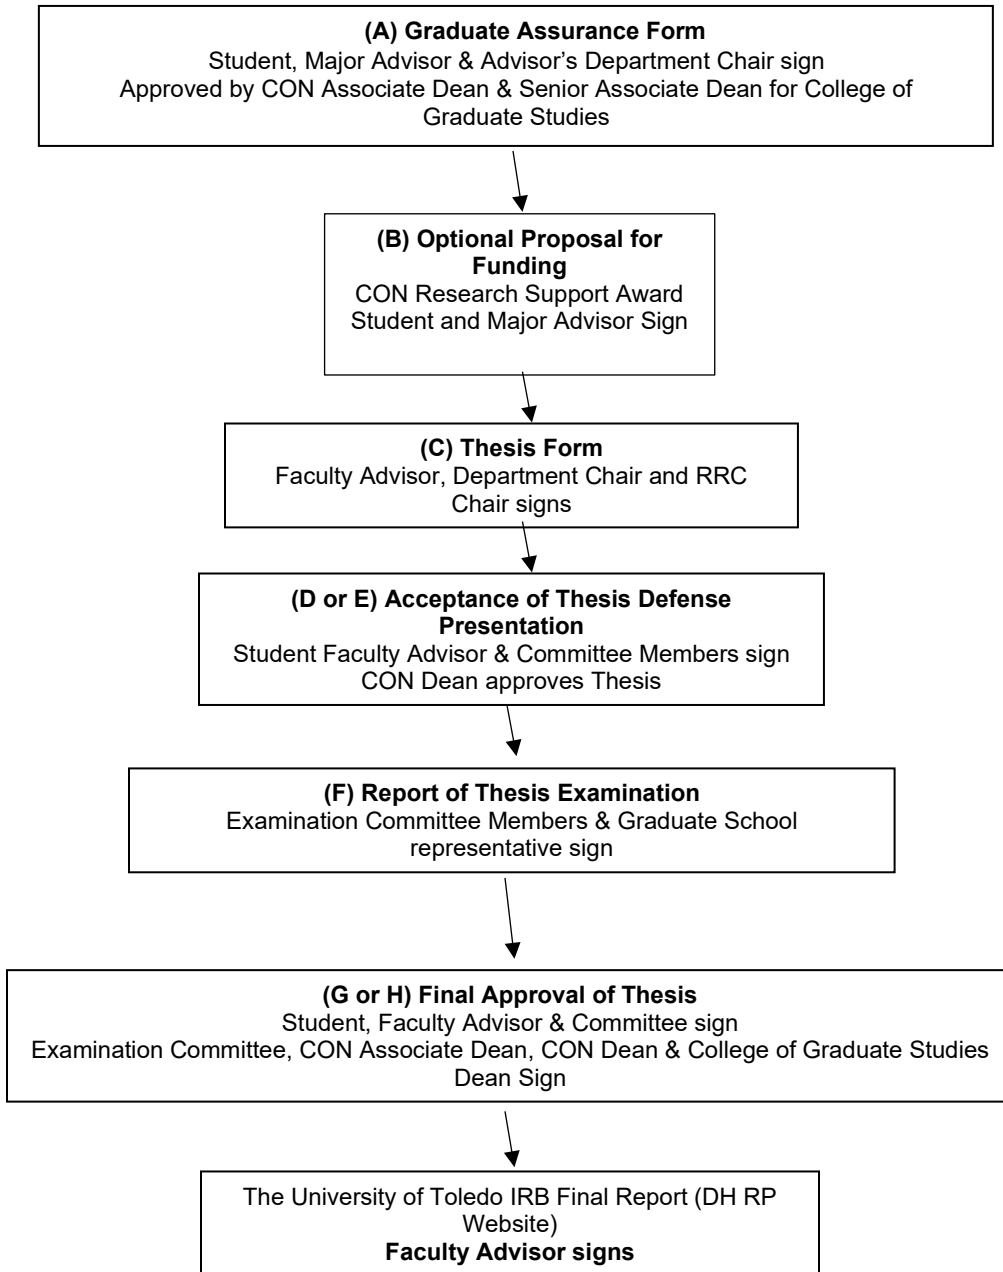 (A) Graduate Assurance Form
Student, Major Advisor & Advisor’s Department Chair sign
Approved by CON Associate Dean & Senior Associate Dean for College of
Graduate Studies
(B) Optional Proposal for
Funding
CON Research Support Award
Student and Major Advisor Sign
(C) Thesis Form
Faculty Advisor, Department Chair and RRC
Chair signs
(D or E) Acceptance of Thesis Defense
Presentation
Student Faculty Advisor & Committee Members sign
CON Dean approves Thesis
(F) Report of Thesis Examination
Examination Committee Members & Graduate School
representative sign
(G or H) Final Approval of Thesis
Student, Faculty Advisor & Committee sign
Examination Committee, CON Associate Dean, CON Dean & College of Graduate Studies
Dean Sign
The University of Toledo IRB Final Report (DH RP
Website)
Faculty Advisor signs